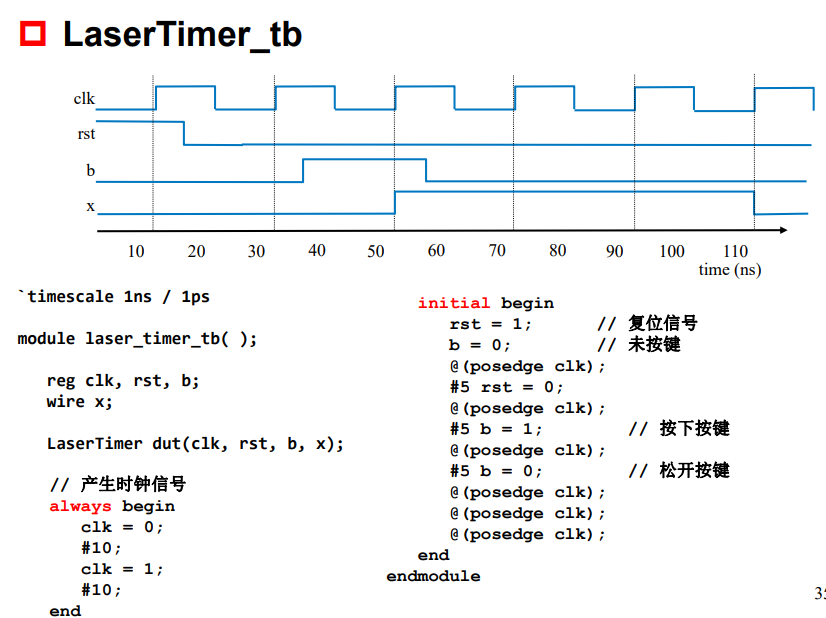 LaserTimer_tb
clk
rst
b
x
10 20 30 40 50 60 70 80 90 100 110
time (ns)
`timescale 1ns / 1ps
module laser_timer_tb( );
reg clk, rst, b;
wire x;
LaserTimer dut(clk, rst, b, x);
// 产生时钟信号
always begin
clk = 0;
#10;
clk = 1;
#10;
end
initial begin
rst = 1; // 复位信号
b = 0; // 未按键
@(posedge clk);
#5 rst = 0;
@(posedge clk);
#5 b = 1; // 按下按键
@(posedge clk);
#5 b = 0; // 松开按键
@(posedge clk);
@(posedge clk);
@(posedge clk);
end
endmodule